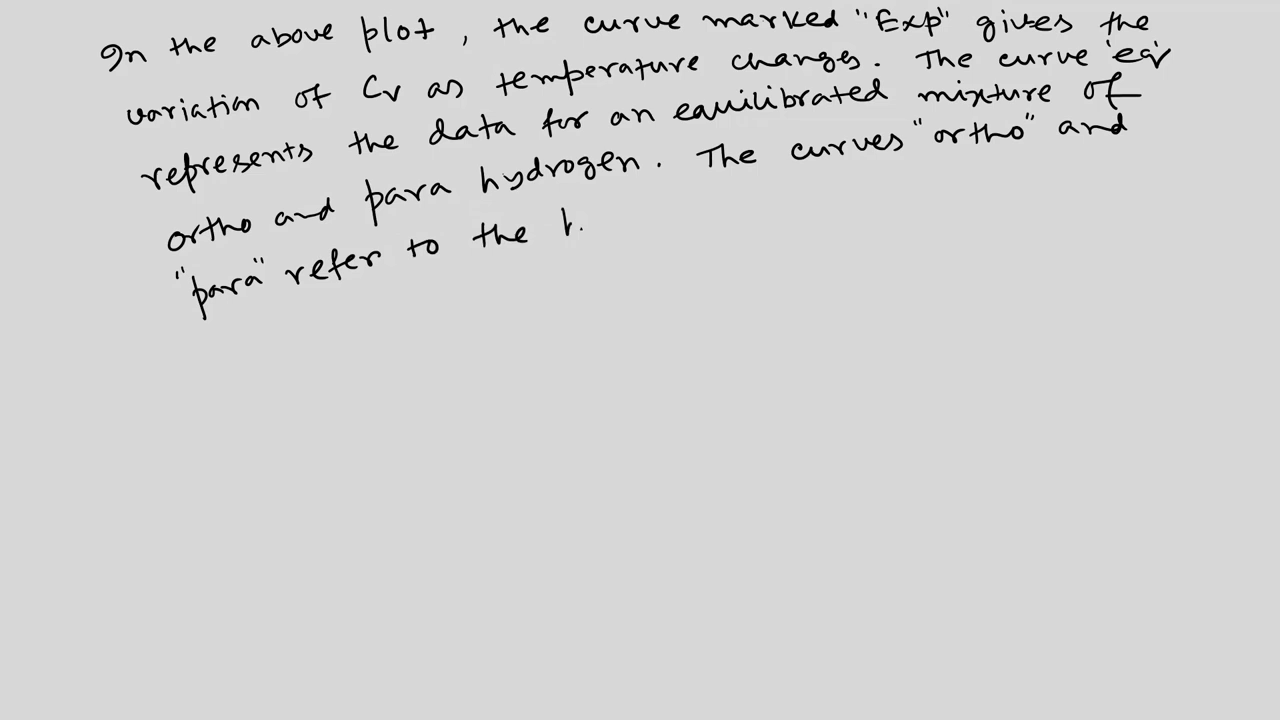 In the above plot, the curve marked "Exp" gives the
variation of Cv as temperature changes. The curve 'eq'
represents the data for an equilibrated mixture of
ortho and para hydrogen. The curves "ortho" and
"para" refer to the